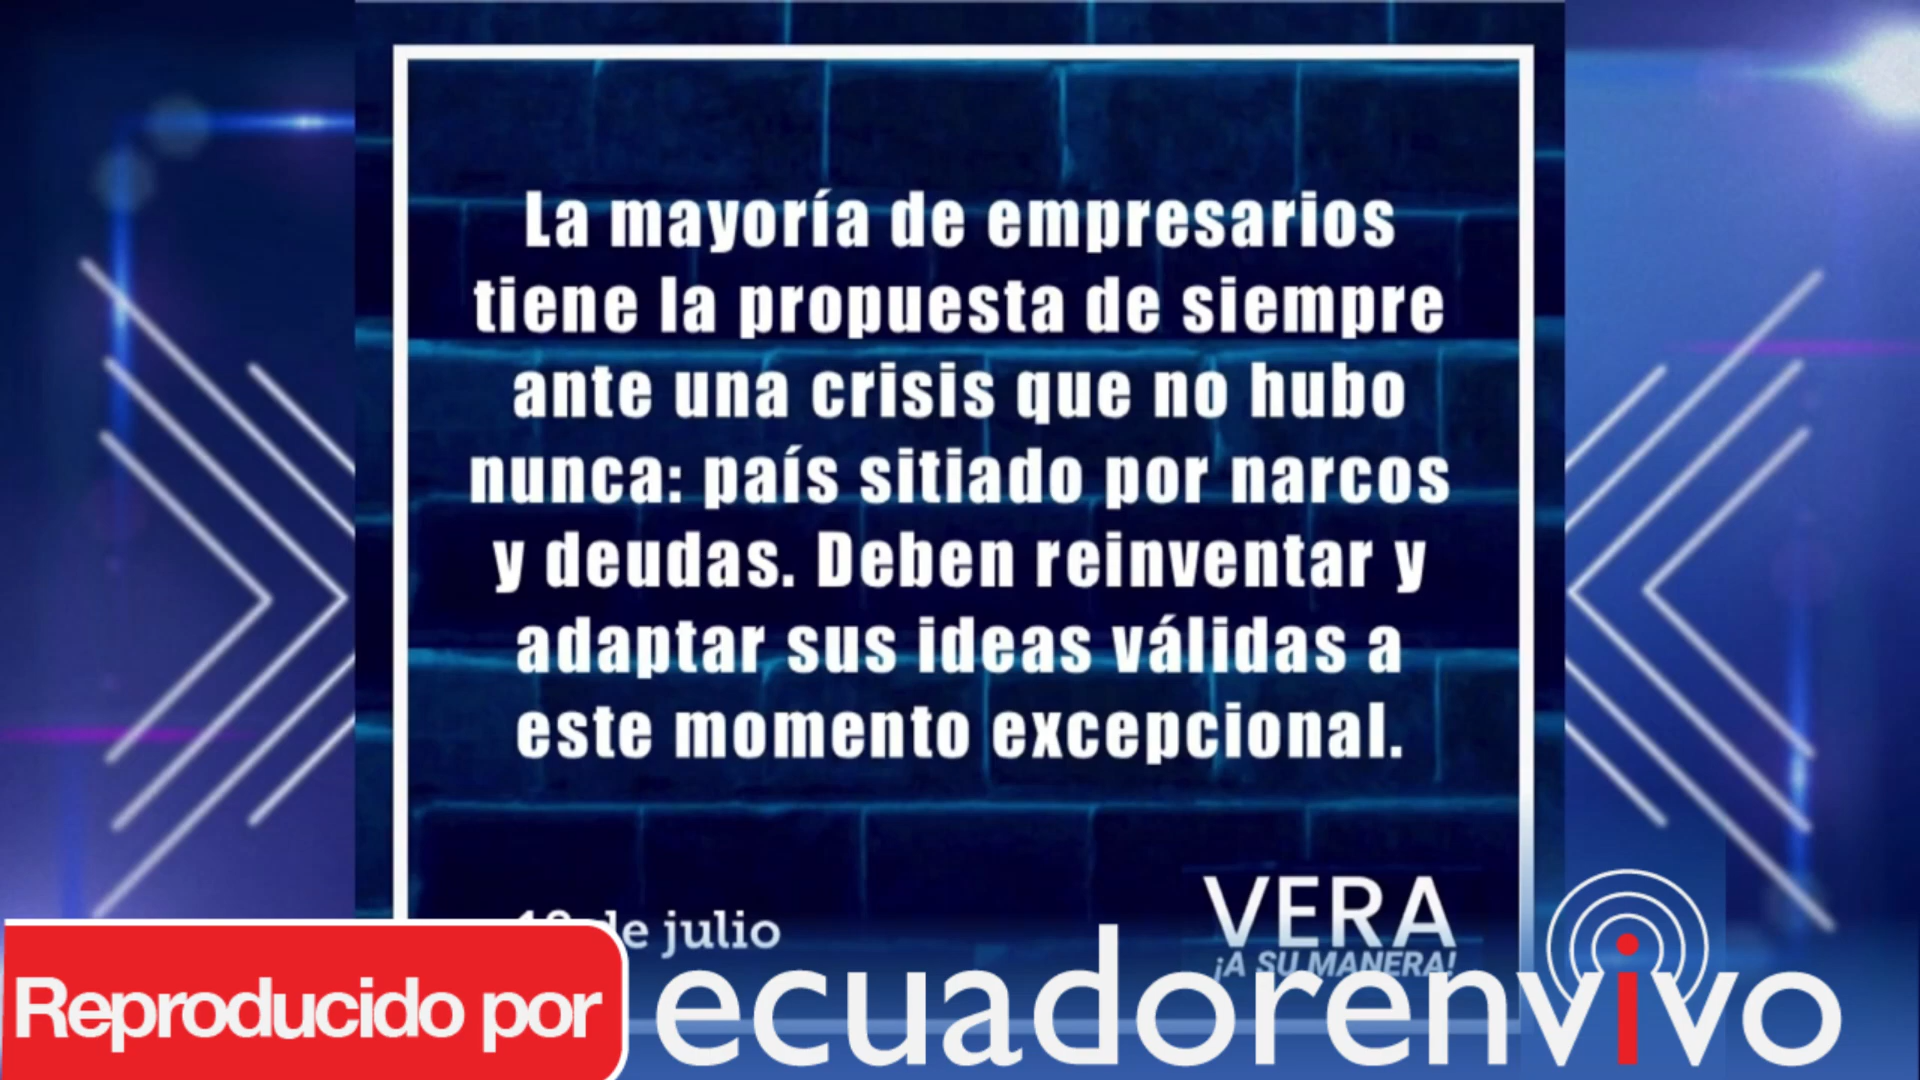 La mayoría de empresarios
tiene la propuesta de siempre
ante una crisis que no hubo
nunca: país sitiado por narcos
y deudas. Deben reinventar y
adaptar sus ideas válidas a
este momento excepcional.
de julio
VERA
¡A SU MANERA!
Reproducido por
ecuadorenvivo